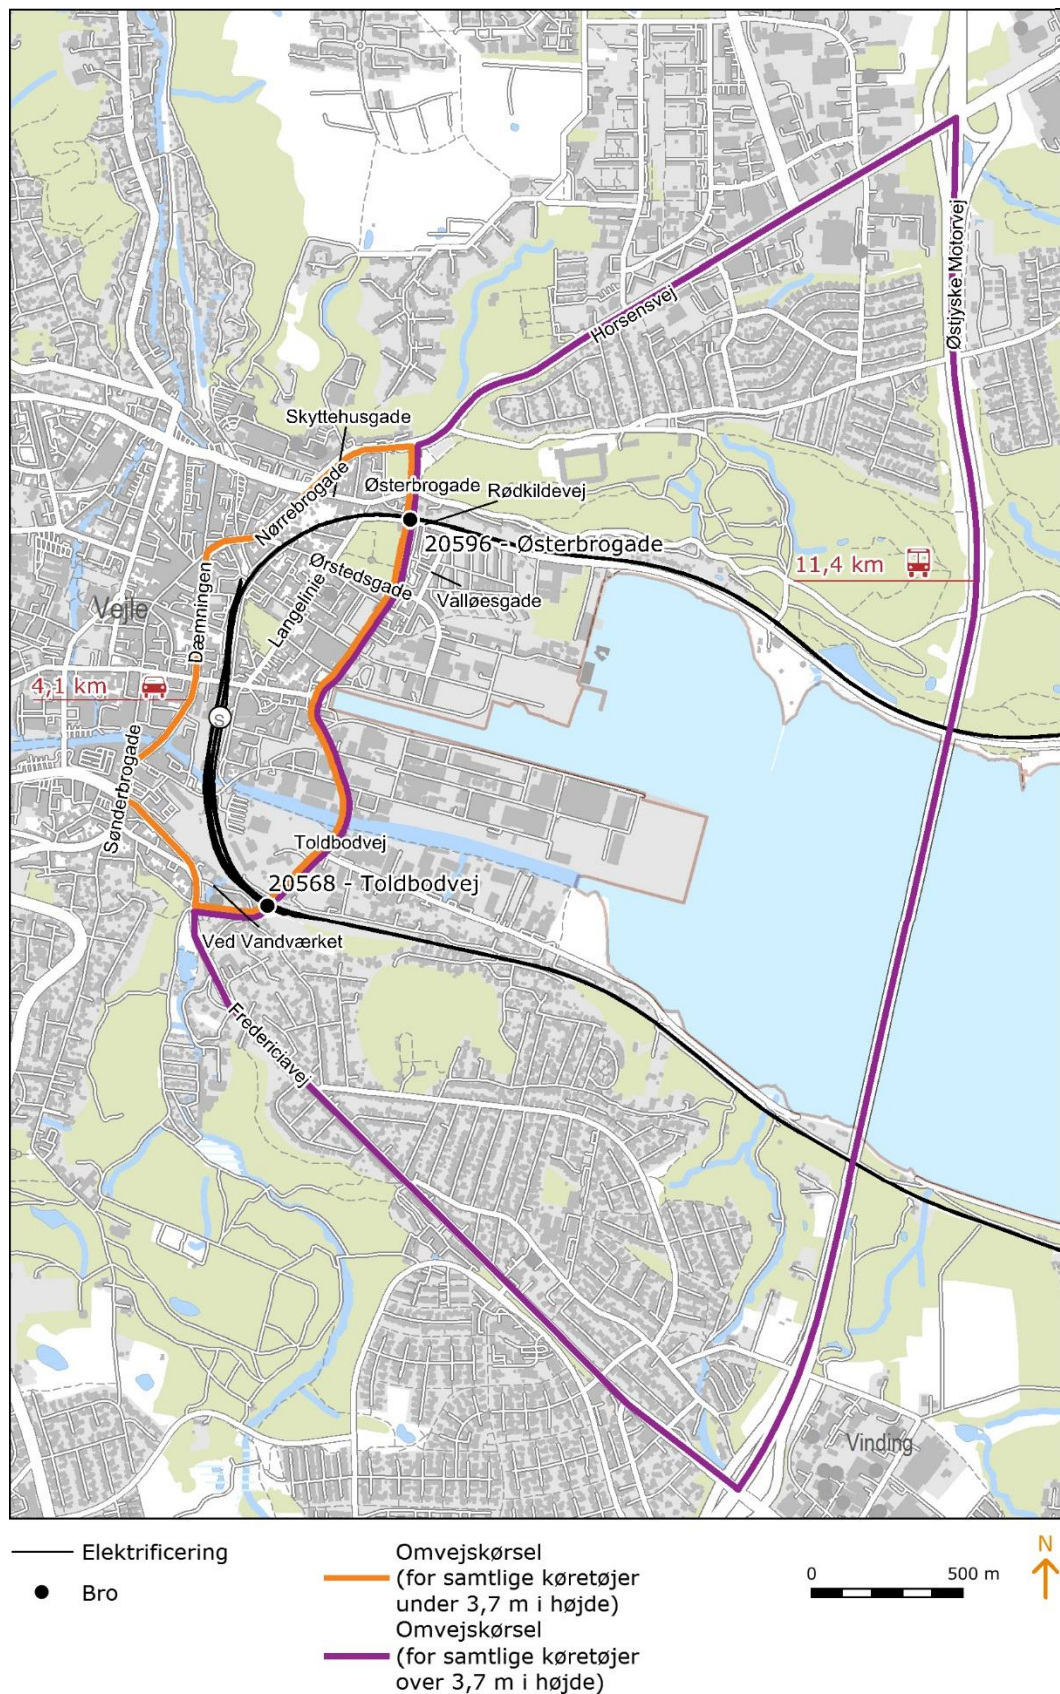 Østjyske Motorvej
Horsensvej
Skyttehusgade
Nørrebrogade
Østerbrogade
Rødkildevej
20596 - Østerbrogade
11,4 km
Ørstedsgade
Valløesgade
Langelinie
Vejle
Dæmningen
4,1 km
S
Sønderbrogade
Toldbodvej
20568 - Toldbodvej
Ved Vandværket
Fredericiavej
Vinding
Elektrificering
Bro
Omvejskørsel
(for samtlige køretøjer
under 3,7 m i højde)
Omvejskørsel
(for samtlige køretøjer
over 3,7 m i højde)
0 500 m
N